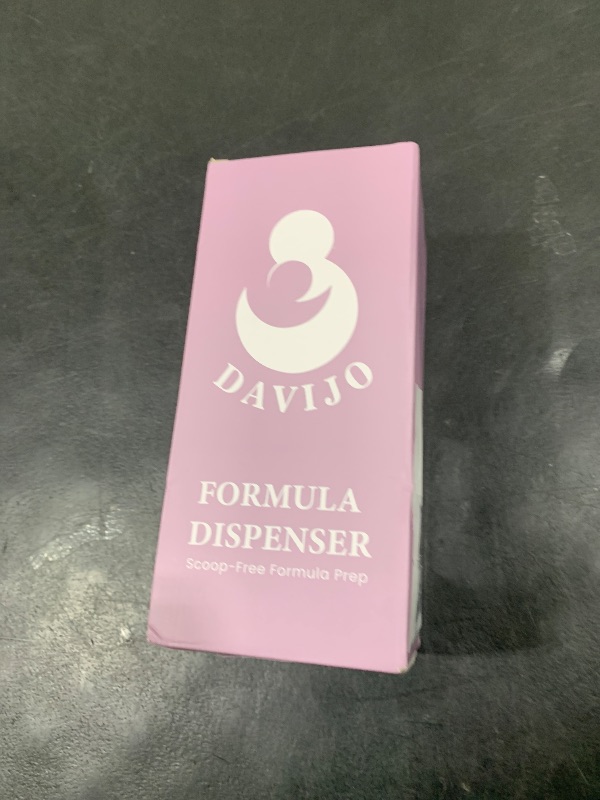 DAVIJO
FORMULA
DISPENSER
Scoop-Free Formula Prep